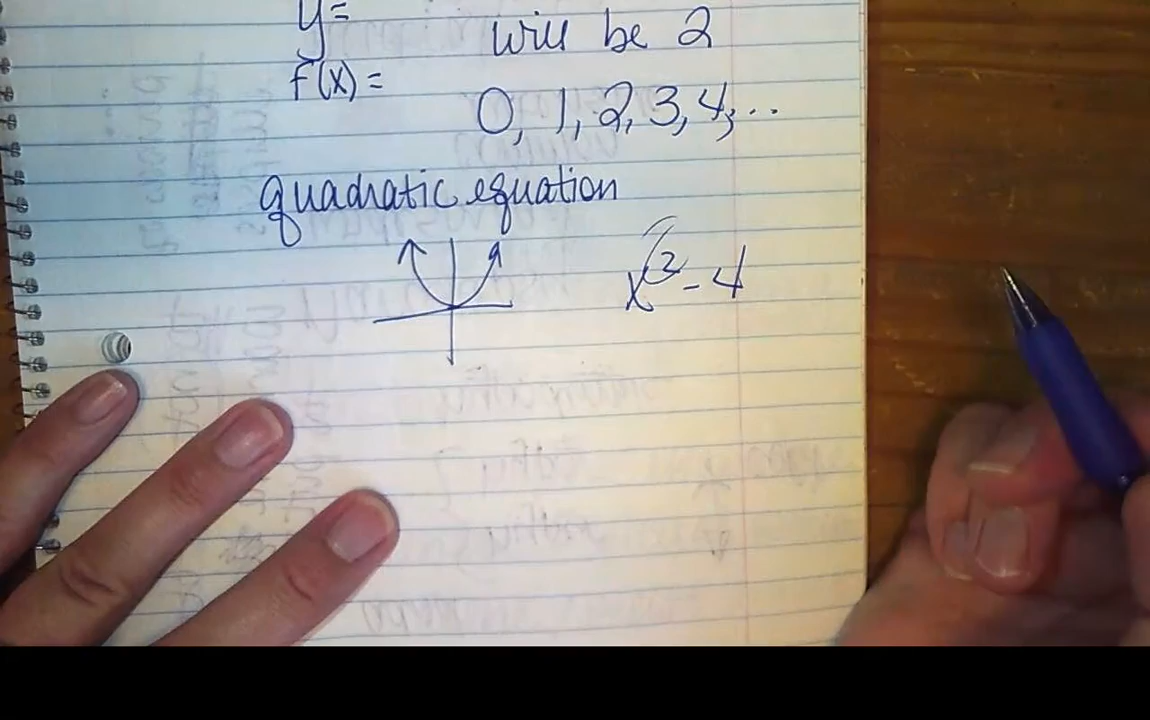 y=
will be 2
f(x) =
0, 1, 2, 3, 4, ...
quadratic equation
x² - 4